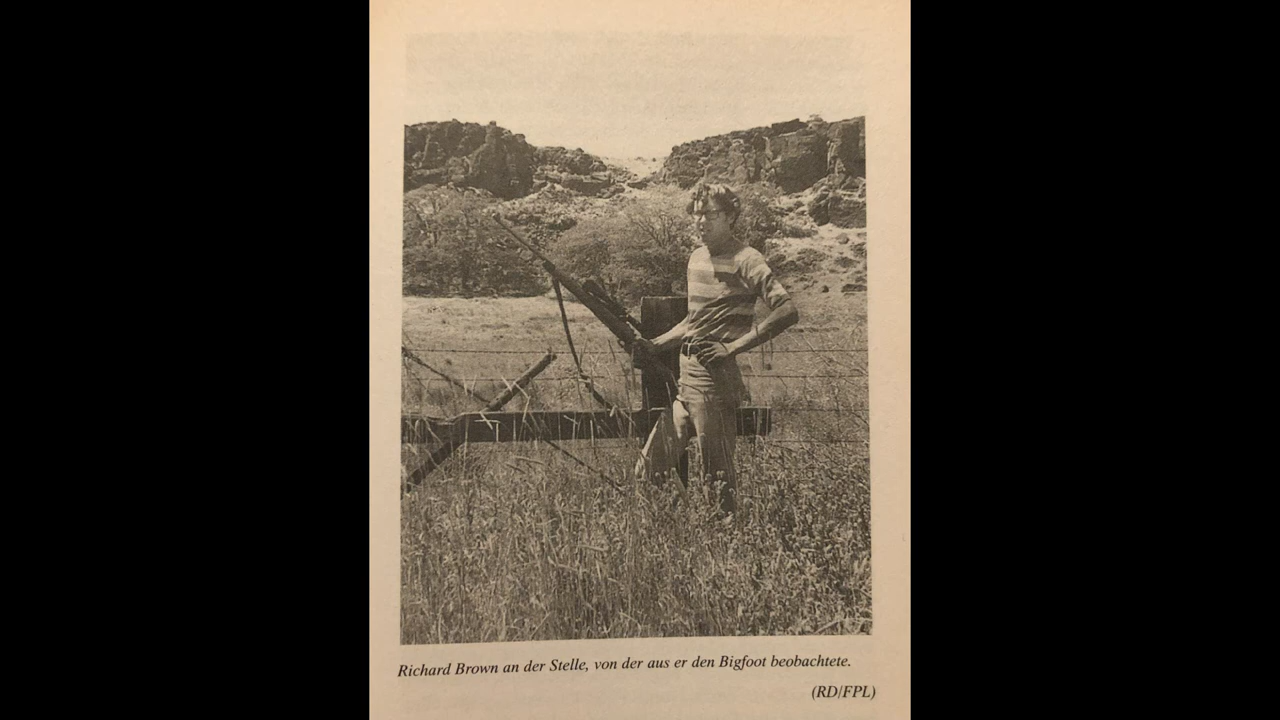 Richard Brown an der Stelle, von der aus er den Bigfoot beobachtete.
(RD/FPL)